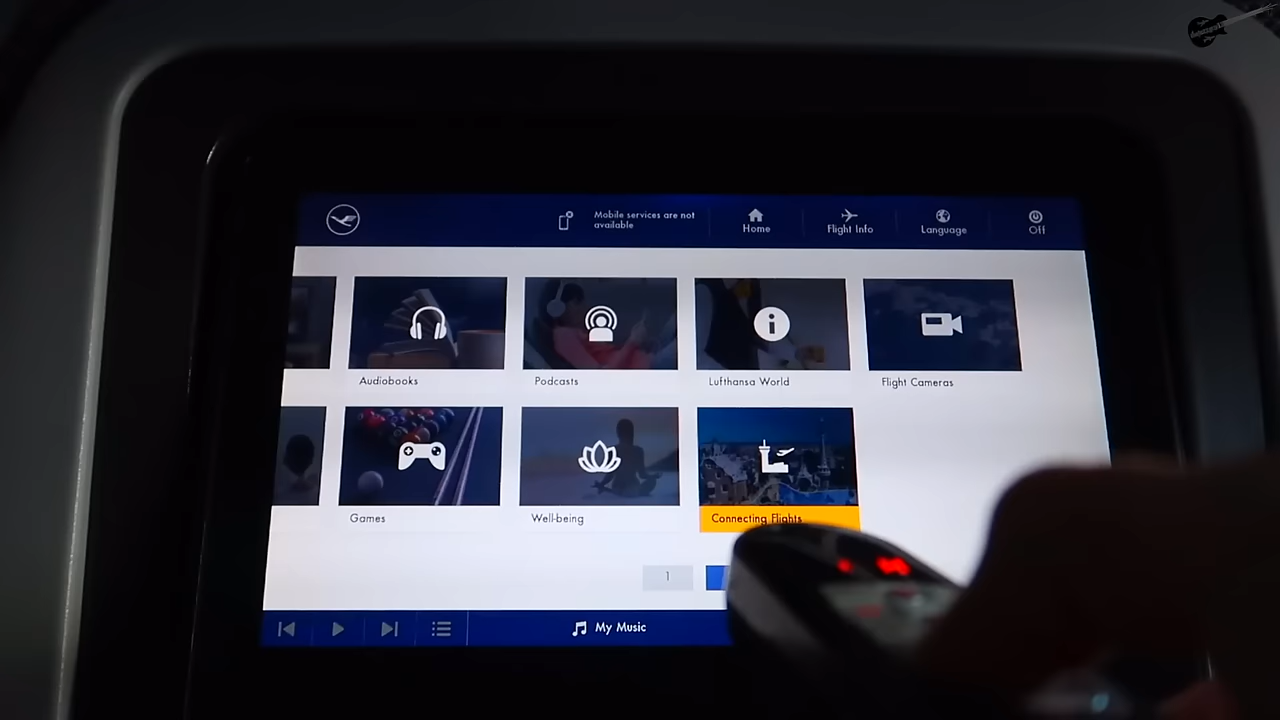 Mobile services are not
available
Home
Flight Info
Language
Off
Audiobooks
Podcasts
Lufthansa World
Flight Cameras
Games
Well-being
Connecting Flights
1
My Music